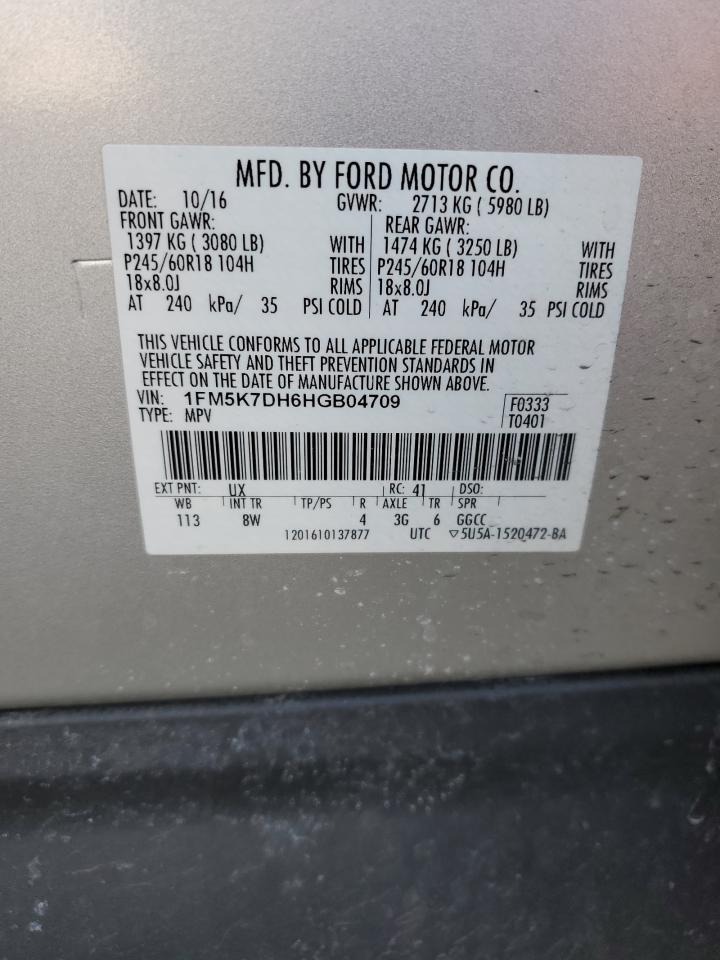 MFD. BY FORD MOTOR CO.
DATE: 10/16 GVWR: 2713 KG ( 5980 LB)
FRONT GAWR: REAR GAWR:
1397 KG ( 3080 LB) WITH 1474 KG ( 3250 LB) WITH
P245/60R18 104H TIRES P245/60R18 104H TIRES
18x8.0J RIMS 18x8.0J RIMS
AT 240 kPa/ 35 PSI COLD AT 240 kPa/ 35 PSI COLD
THIS VEHICLE CONFORMS TO ALL APPLICABLE FEDERAL MOTOR
VEHICLE SAFETY AND THEFT PREVENTION STANDARDS IN
EFFECT ON THE DATE OF MANUFACTURE SHOWN ABOVE.
VIN: 1FM5K7DH6HGB04709 F0333
TYPE: MPV T0401
EXT PNT: UX RC: 41 DSO:
WB INT TR TP/PS R AXLE TR SPR
113 8W 4 3G 6 GGCC
1201610137877 UTC ▽5U5A-1520472-BA